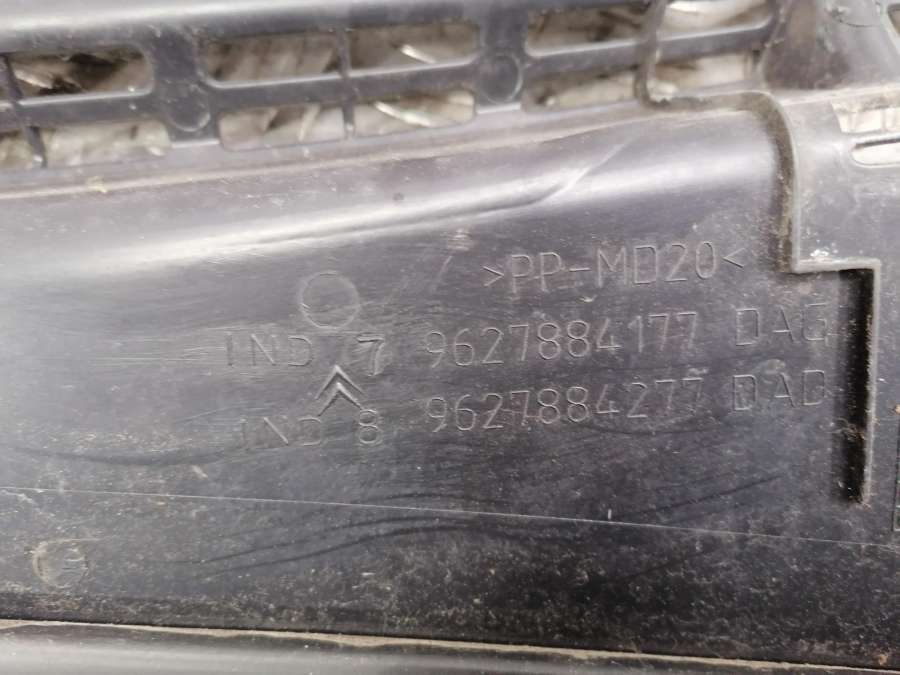 >PP-MD20<
IND 7 9627884177 DAG
IND 8 9627884277 DAD